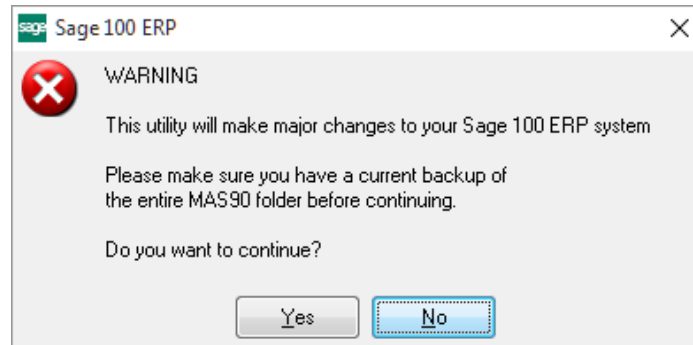 sage Sage 100 ERP
WARNING
This utility will make major changes to your Sage 100 ERP system
Please make sure you have a current backup of
the entire MAS90 folder before continuing.
Do you want to continue?
Yes No